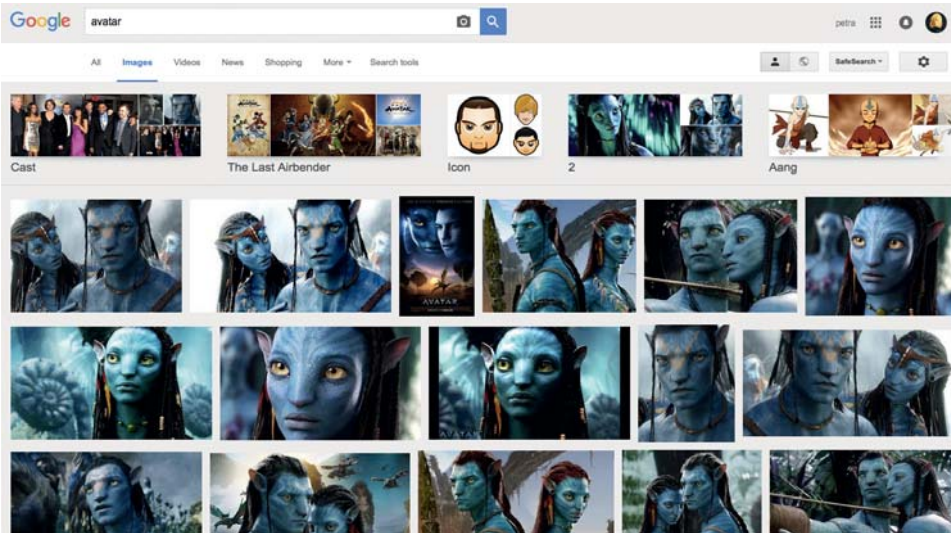 Google avatar petra
All Images Videos News Shopping More Search tools SafeSearch
Cast The Last Airbender Icon 2 Aang
AVATAR